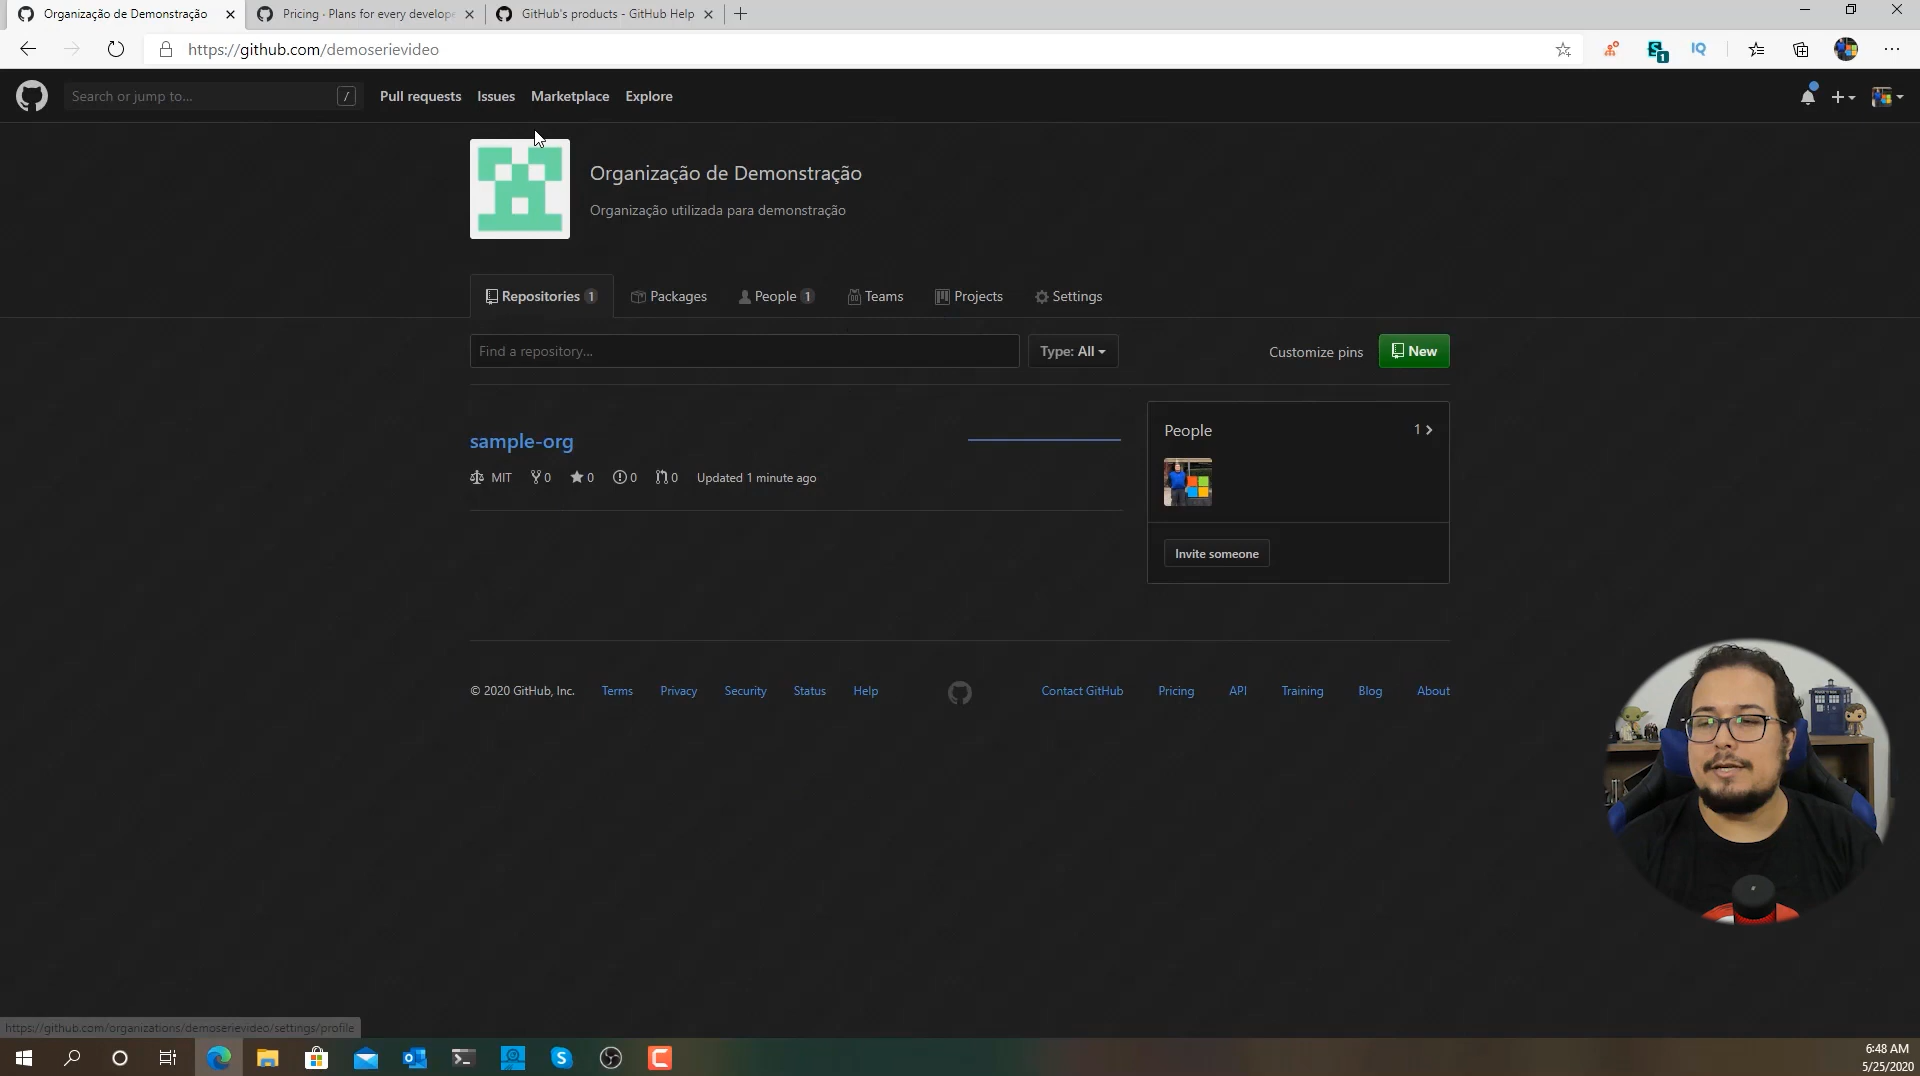 Organização de Demonstração
Pricing · Plans for every develope
GitHub's products - GitHub Help
https://github.com/demoserievideo
IQ
1
Search or jump to...
/
Pull requests
Issues
Marketplace
Explore
Organização de Demonstração
Organização utilizada para demonstração
Repositories 1
Packages
People 1
Teams
Projects
Settings
Find a repository...
Type: All
Customize pins
New
sample-org
MIT
0
0
0
0
Updated 1 minute ago
People
1
Invite someone
© 2020 GitHub, Inc.
Terms
Privacy
Security
Status
Help
Contact GitHub
Pricing
API
Training
Blog
About
https://github.com/organizations/demoserievideo/settings/profile
6:48 AM
5/25/2020